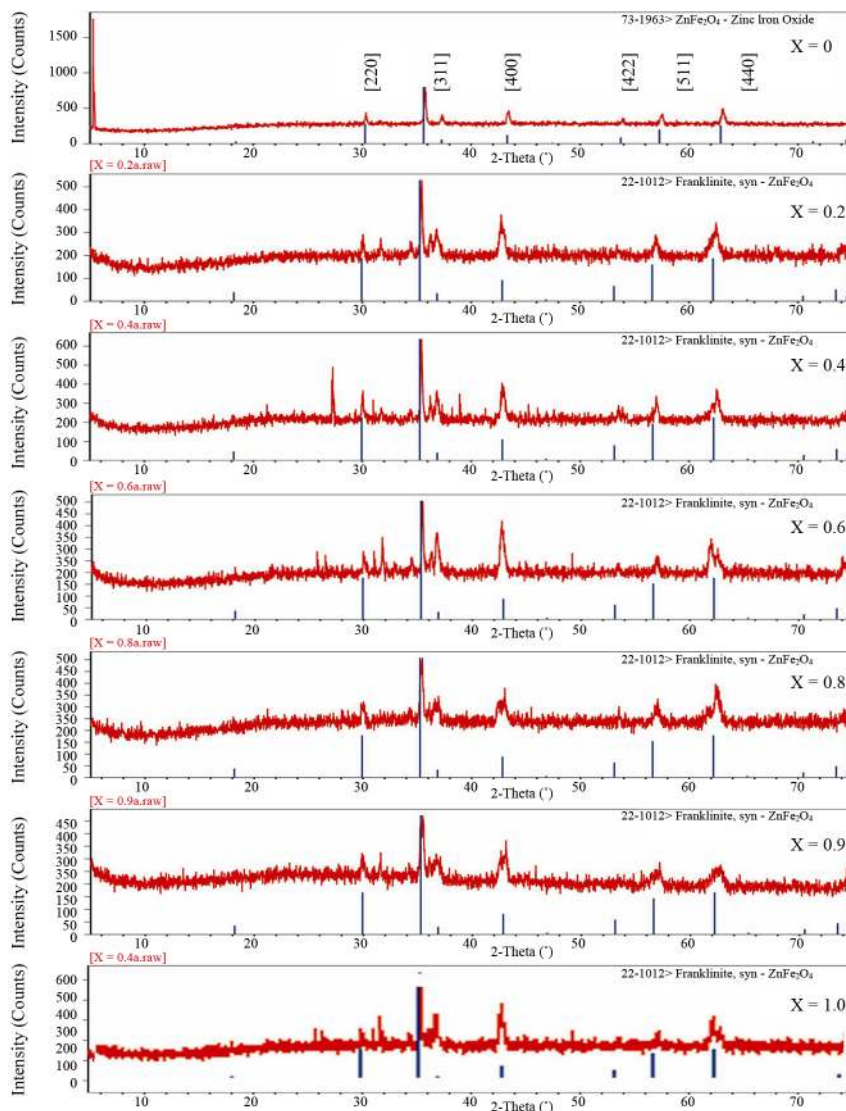 73-1963> ZnFe₂O₄ - Zinc Iron Oxide
X = 0
[220] [311] [400] [422] [511] [440]
Intensity (Counts)
1500
1000
500
0
10 20 30 40 50 60 70
2-Theta (˚)
[X = 0.2a.raw]
22-1012> Franklinite, syn - ZnFe₂O₄
X = 0.2
Intensity (Counts)
500
400
300
200
100
0
10 20 30 40 50 60 70
2-Theta (˚)
[X = 0.4a.raw]
22-1012> Franklinite, syn - ZnFe₂O₄
X = 0.4
Intensity (Counts)
600
500
400
300
200
100
0
10 20 30 40 50 60 70
2-Theta (˚)
[X = 0.6a.raw]
22-1012> Franklinite, syn - ZnFe₂O₄
X = 0.6
Intensity (Counts)
500
450
400
350
300
250
200
150
100
50
0
10 20 30 40 50 60 70
2-Theta (˚)
[X = 0.8a.raw]
22-1012> Franklinite, syn - ZnFe₂O₄
X = 0.8
Intensity (Counts)
500
450
400
350
300
250
200
150
100
50
0
10 20 30 40 50 60 70
2-Theta (˚)
[X = 0.9a.raw]
22-1012> Franklinite, syn - ZnFe₂O₄
X = 0.9
Intensity (Counts)
450
400
350
300
250
200
150
100
50
0
10 20 30 40 50 60 70
2-Theta (˚)
[X = 0.4a.raw]
22-1012> Franklinite, syn - ZnFe₂O₄
X = 1.0
Intensity (Counts)
600
500
400
300
200
100
0
10 20 30 40 50 60 70
2-Theta (˚)